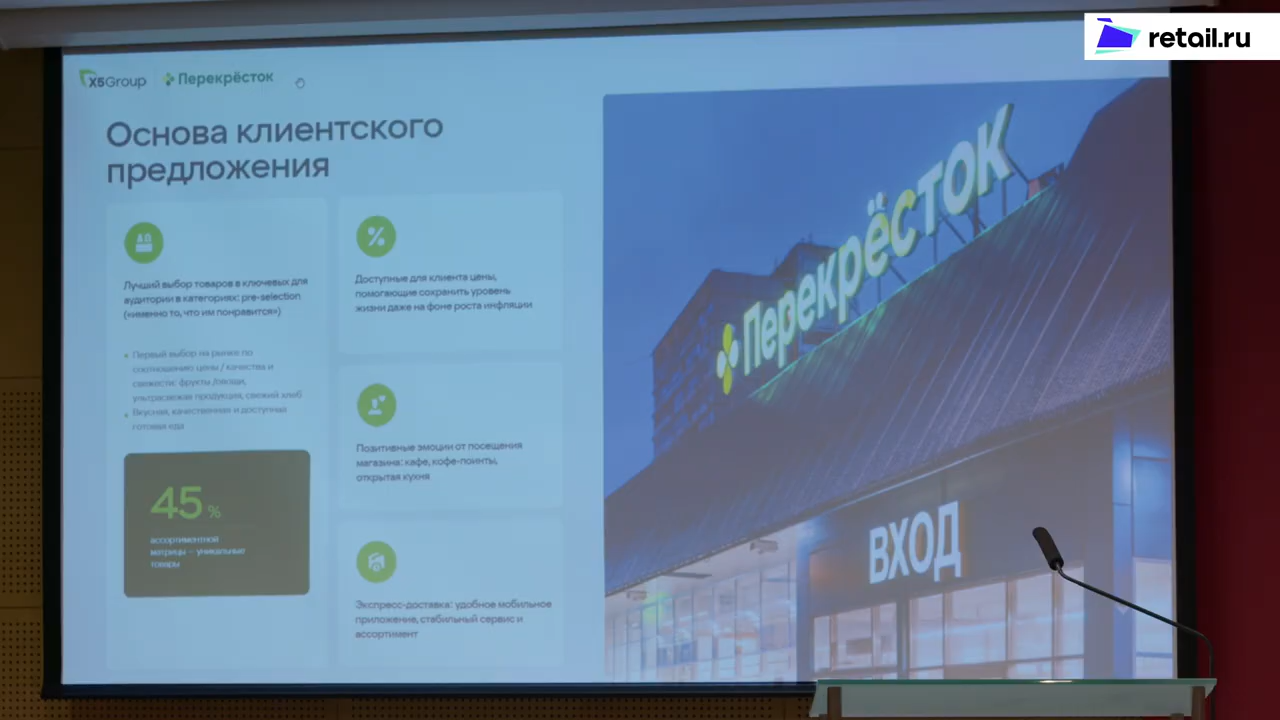 retail.ru
X5Group
Перекрёсток
Основа клиентского
предложения
Лучший выбор товаров в ключевых для
аудитории в категориях: pre-selection
(«именно то, что им понравится»)
• Первый выбор на рынке по
соотношению цены / качества и
свежести: фрукты /овощи,
ультрасвежая продукция, свежий хлеб
• Вкусная, качественная и доступная
готовая еда
45 %
ассортиментной
матрицы – уникальные
товары
%
Доступные для клиента цены,
помогающие сохранить уровень
жизни даже на фоне роста инфляции
Позитивные эмоции от посещения
магазина: кафе, кофе-поинты,
открытая кухня
Экспресс-доставка: удобное мобильное
приложение, стабильный сервис и
ассортимент
Перекрёсток
ВХОД